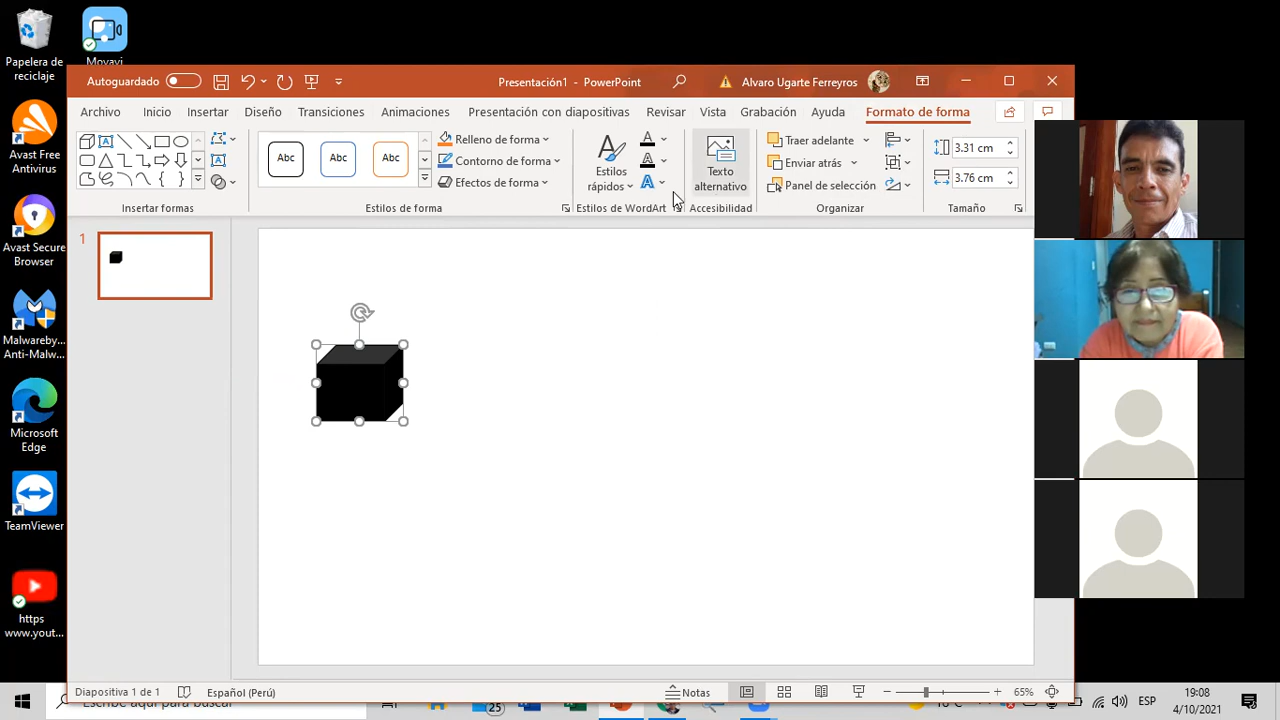 Papelera de
reciclaje
Movavi
Avast Free
Antivirus
Avast Secure
Browser
Malwareby...
Anti-Malw...
Microsoft
Edge
TeamViewer
https
www.yout...
Autoguardado
Presentación1 - PowerPoint
Alvaro Ugarte Ferreyros
Archivo Inicio Insertar Diseño Transiciones Animaciones Presentación con diapositivas Revisar Vista Grabación Ayuda Formato de forma
Insertar formas
Abc Abc Abc
Relleno de forma
Contorno de forma
Efectos de forma
Estilos de forma
Estilos
rápidos
A
A
A
Estilos de WordArt
Texto
alternativo
Accesibilidad
Traer adelante
Enviar atrás
Panel de selección
Organizar
3.31 cm
3.76 cm
Tamaño
1
Diapositiva 1 de 1
Español (Perú)
Notas
65%
Escribe aquí para buscar
25
ESP
19:08
4/10/2021